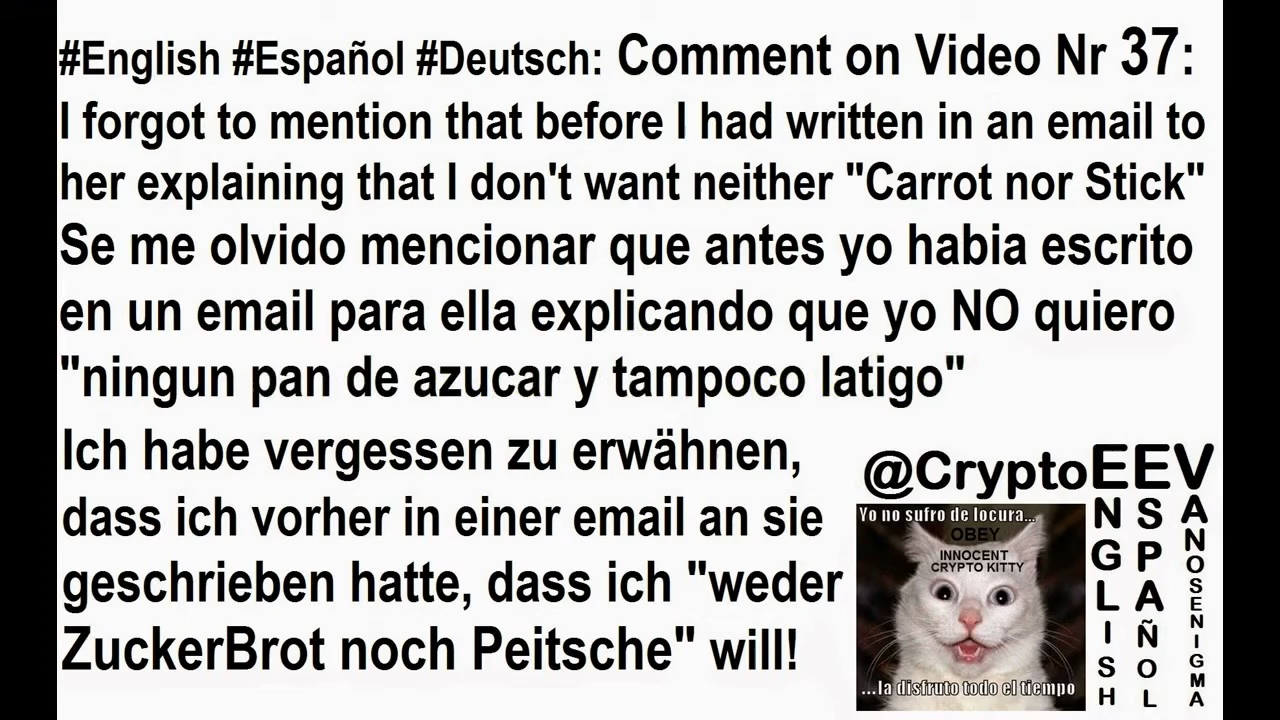 #English #Español #Deutsch: Comment on Video Nr 37:
I forgot to mention that before I had written in an email to
her explaining that I don't want neither "Carrot nor Stick"
Se me olvido mencionar que antes yo habia escrito
en un email para ella explicando que yo NO quiero
"ningun pan de azucar y tampoco latigo"
Ich habe vergessen zu erwähnen,
dass ich vorher in einer email an sie
geschrieben hatte, dass ich "weder
ZuckerBrot noch Peitsche" will!
@CryptoEEV
Yo no sufro de locura...
OBEY
INNOCENT
CRYPTO KITTY
...la disfruto todo el tiempo
ENGLISH
ESPAÑOL
VANOSENIGMA